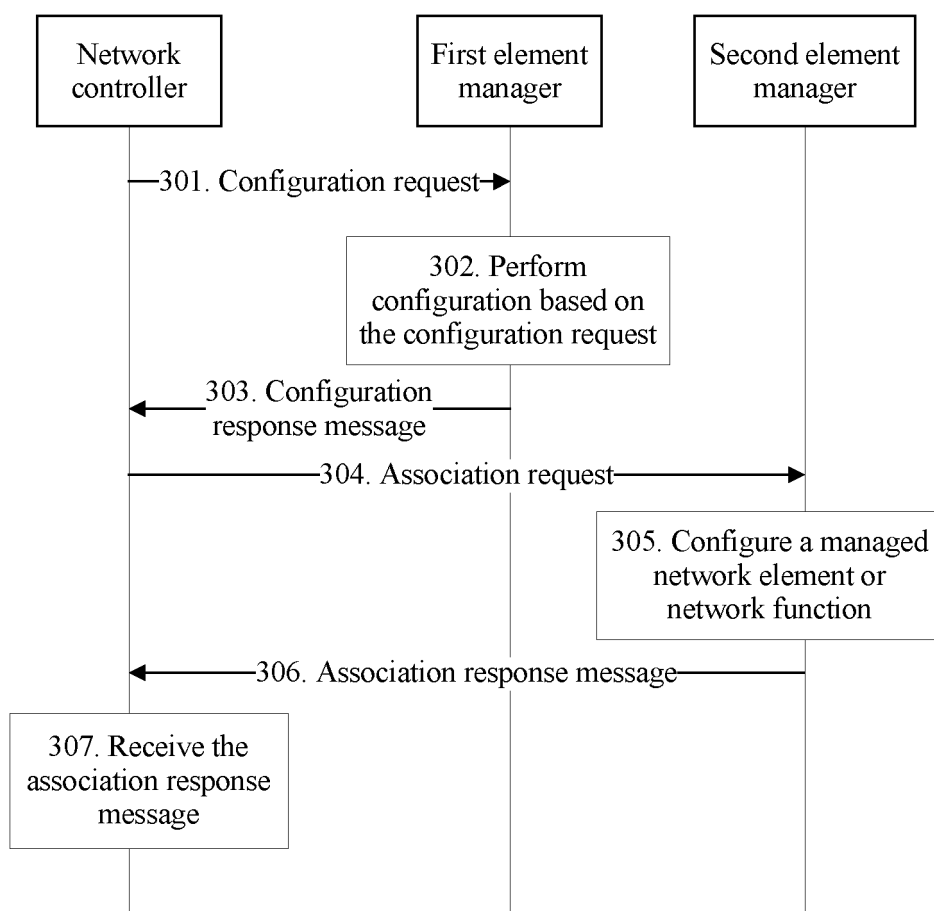 Network
controller
First element
manager
Second element
manager
301. Configuration request
302. Perform
configuration based on
the configuration request
303. Configuration
response message
304. Association request
305. Configure a managed
network element or
network function
306. Association response message
307. Receive the
association response
message